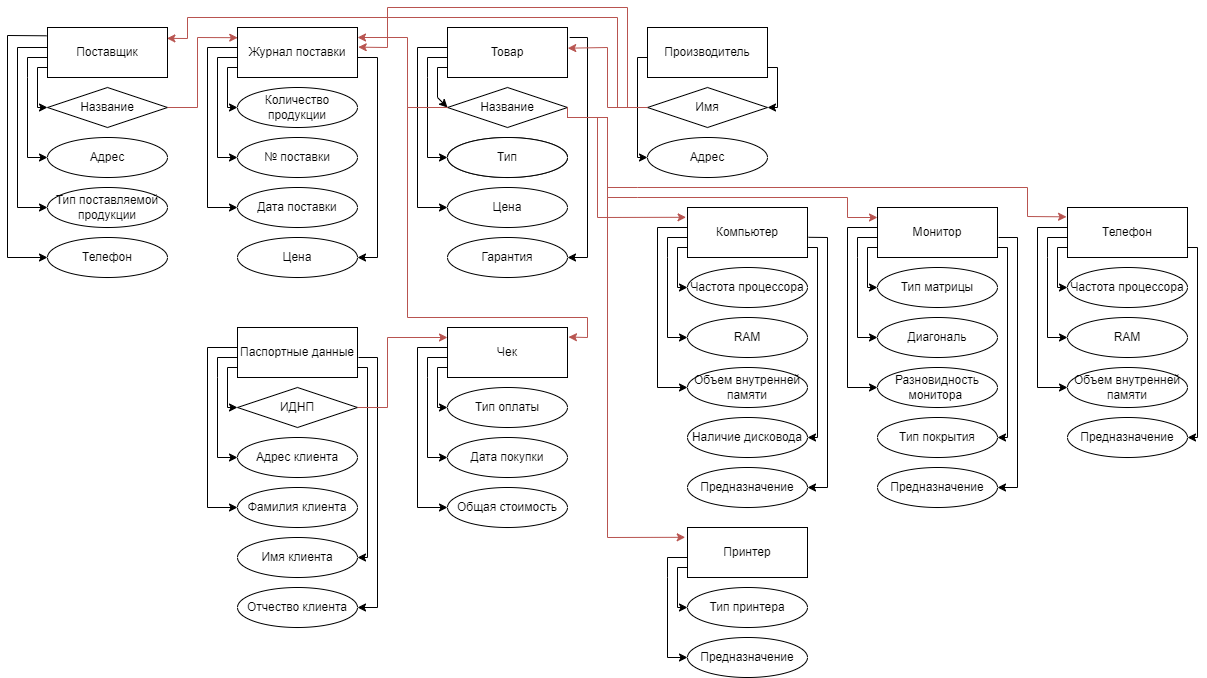 Поставщик
Название
Адрес
Тип поставляемой
продукции
Телефон
Журнал поставки
Количество
продукции
№ поставки
Дата поставки
Цена
Товар
Название
Тип
Цена
Гарантия
Производитель
Имя
Адрес
Компьютер
Частота процессора
RAM
Объем внутренней
памяти
Наличие дисковода
Предназначение
Монитор
Тип матрицы
Диагональ
Разновидность
монитора
Тип покрытия
Предназначение
Телефон
Частота процессора
RAM
Объем внутренней
памяти
Предназначение
Паспортные данные
ИДНП
Адрес клиента
Фамилия клиента
Имя клиента
Отчество клиента
Чек
Тип оплаты
Дата покупки
Общая стоимость
Принтер
Тип принтера
Предназначение